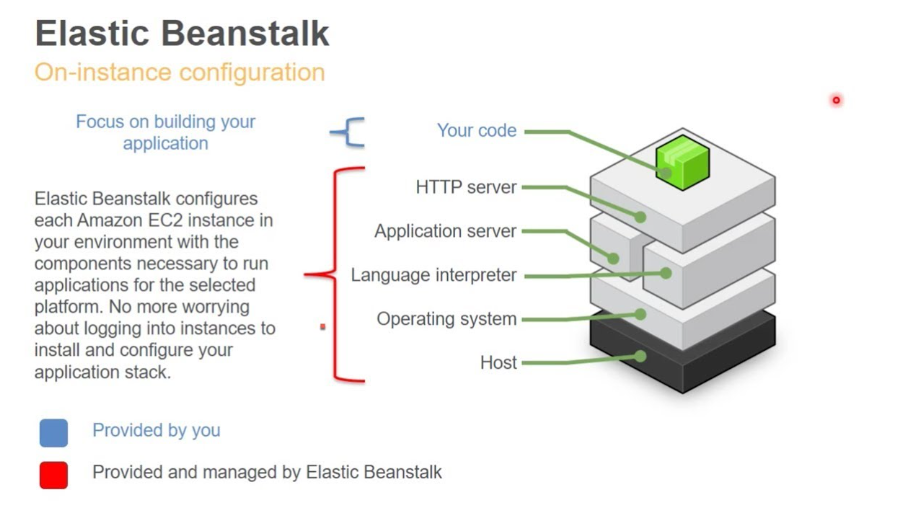 Elastic Beanstalk
On-instance configuration
Focus on building your
application
Elastic Beanstalk configures
each Amazon EC2 instance in
your environment with the
components necessary to run
applications for the selected
platform. No more worrying
about logging into instances to
install and configure your
application stack.
Your code
HTTP server
Application server
Language interpreter
Operating system
Host
Provided by you
Provided and managed by Elastic Beanstalk